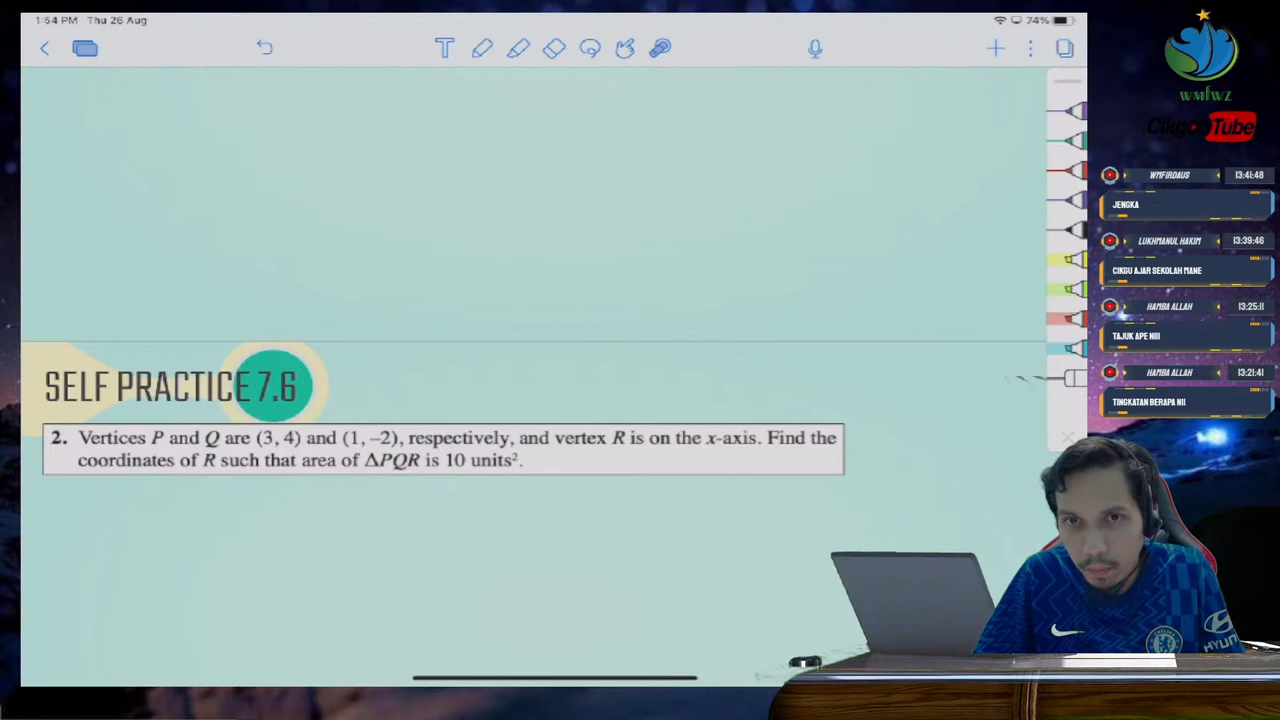 1:54 PM Thu 26 Aug
74%
SELF PRACTICE 7.6
2. Vertices P and Q are (3, 4) and (1, –2), respectively, and vertex R is on the x-axis. Find the
coordinates of R such that area of ΔPQR is 10 units².
wmfwz
CikgooTube
WMFIRDAUS 13:41:48
JENGKA
LUKHMANUL HAKIM 13:39:46
CIKGU AJAR SEKOLAH MANE
HAMBA ALLAH 13:25:11
TAJUK APE NIII
HAMBA ALLAH 13:21:41
TINGKATAN BERAPA NII
CHELSEA
HYUN